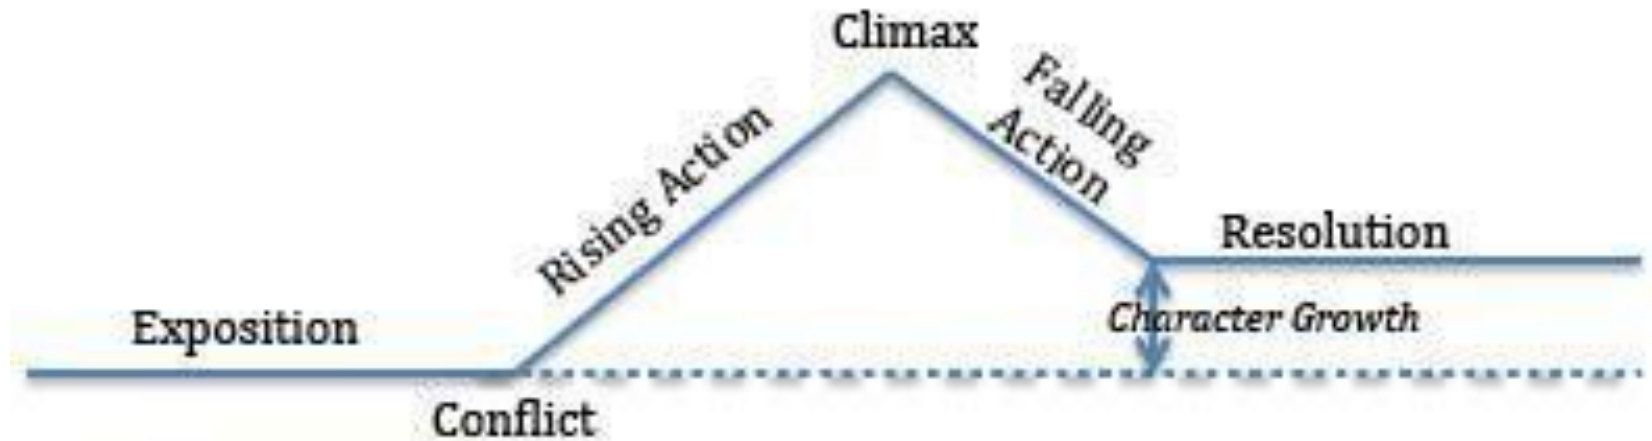 Climax
Falling
Action
Rising Action
Resolution
Character Growth
Exposition
Conflict